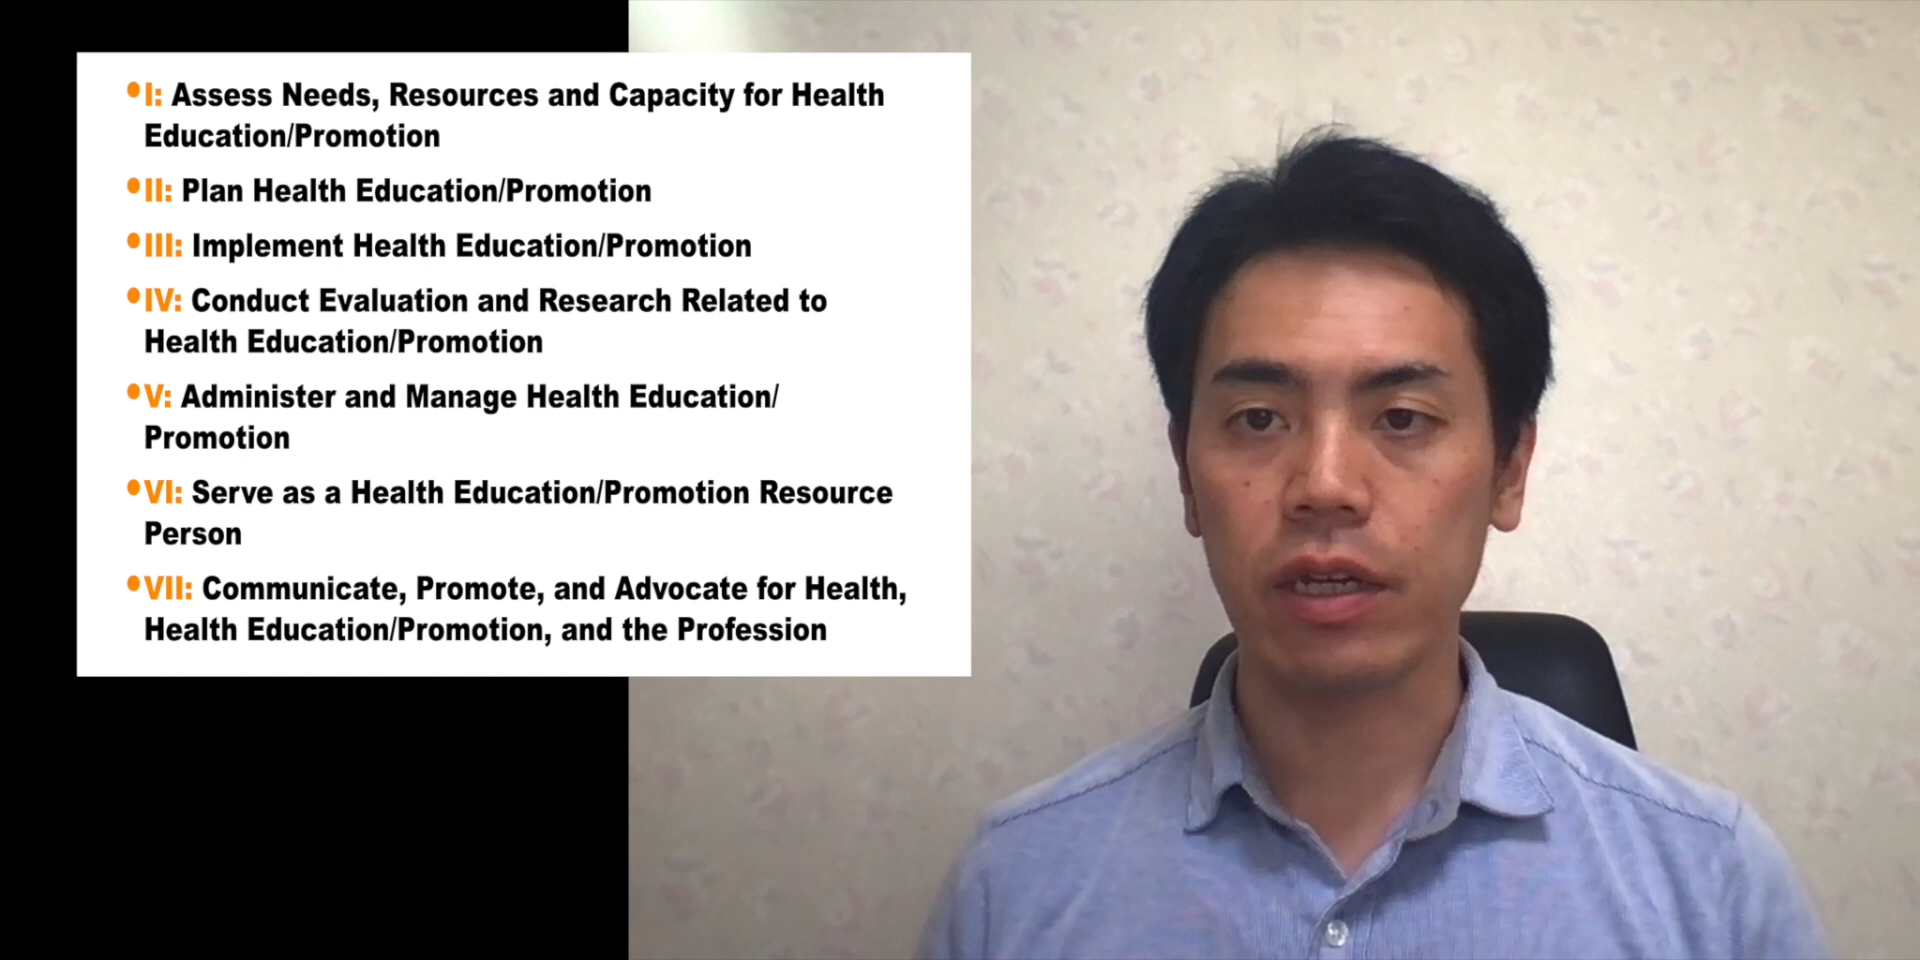 •I: Assess Needs, Resources and Capacity for Health
Education/Promotion
•II: Plan Health Education/Promotion
•III: Implement Health Education/Promotion
•IV: Conduct Evaluation and Research Related to
Health Education/Promotion
•V: Administer and Manage Health Education/
Promotion
•VI: Serve as a Health Education/Promotion Resource
Person
•VII: Communicate, Promote, and Advocate for Health,
Health Education/Promotion, and the Profession